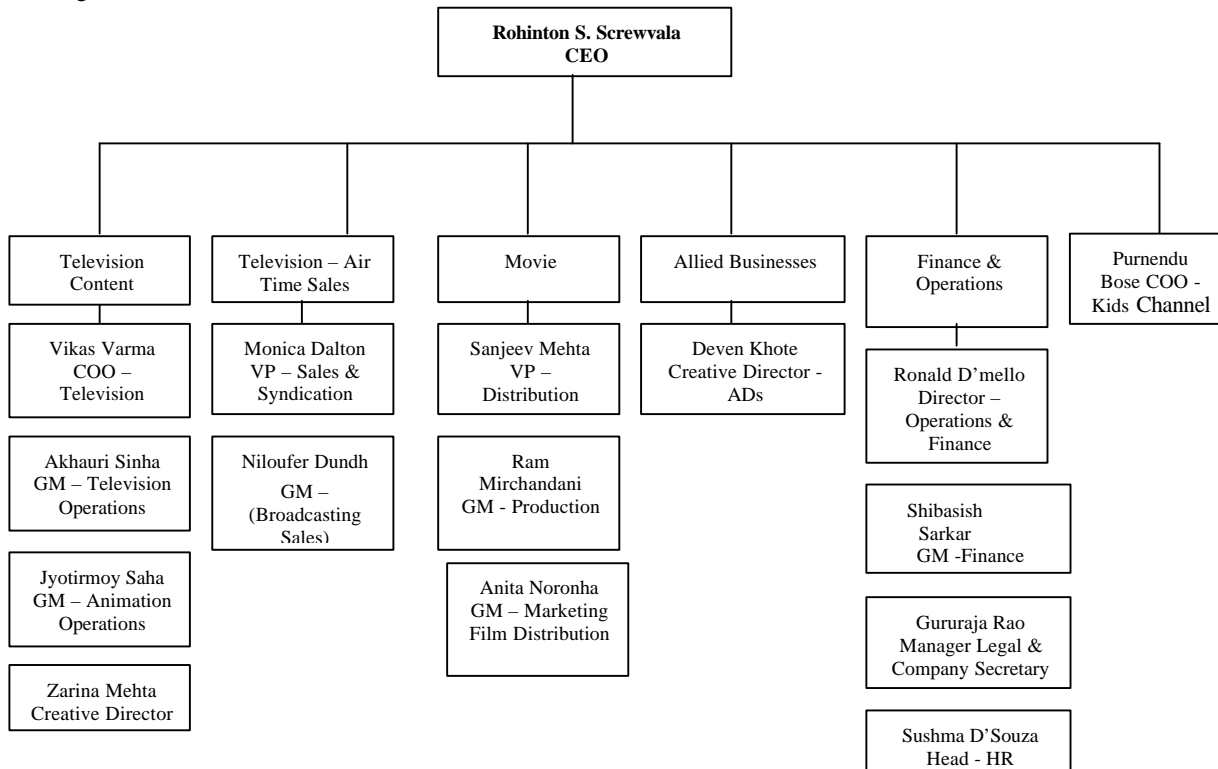 Rohinton S. Screwvala
CEO
Television
Content
Television – Air
Time Sales
Movie
Allied Businesses
Finance &
Operations
Purnendu
Bose COO -
Kids Channel
Vikas Varma
COO –
Television
Monica Dalton
VP – Sales &
Syndication
Sanjeev Mehta
VP –
Distribution
Deven Khote
Creative Director -
ADs
Ronald D’mello
Director –
Operations &
Finance
Akhauri Sinha
GM – Television
Operations
Niloufer Dundh
GM –
(Broadcasting
Sales)
Ram
Mirchandani
GM - Production
Shibasish
Sarkar
GM -Finance
Jyotirmoy Saha
GM – Animation
Operations
Anita Noronha
GM – Marketing
Film Distribution
Gururaja Rao
Manager Legal &
Company Secretary
Zarina Mehta
Creative Director
Sushma D’Souza
Head - HR